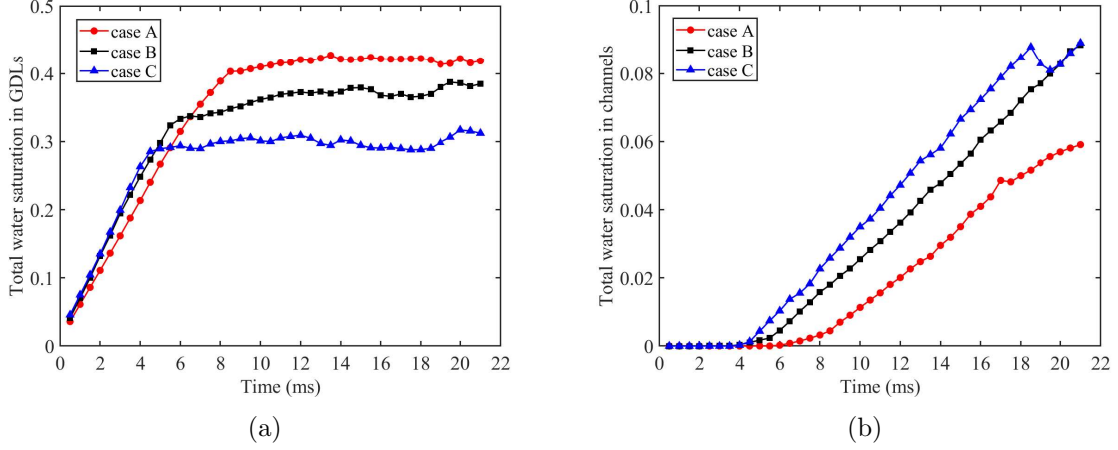 0.5
0.4
0.3
0.2
0.1
0
Total water saturation in GDLs
case A
case B
case C
0 2 4 6 8 10 12 14 16 18 20 22
Time (ms)
(a)
0.1
0.08
0.06
0.04
0.02
0
Total water saturation in channels
case A
case B
case C
0 2 4 6 8 10 12 14 16 18 20 22
Time (ms)
(b)